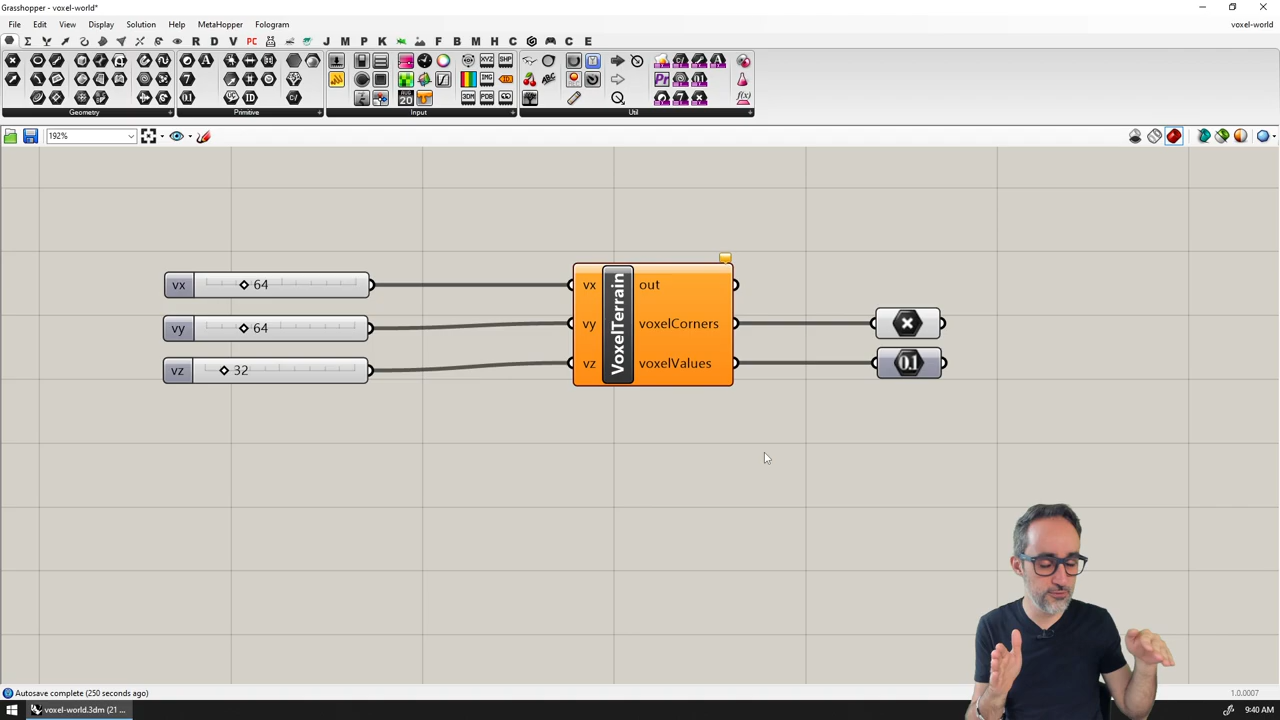 Grasshopper - voxel-world*
File Edit View Display Solution Help MetaHopper Fologram
voxel-world
Σ R D V PC J M P K F B M H C C E
Geometry
Primitive
Input
Util
192%
vx 64
vy 64
vz 32
VoxelTerrain
vx out
vy voxelCorners
vz voxelValues
0.1
Autosave complete (250 seconds ago)
1.0.0007
voxel-world.3dm (21 ...
9:40 AM